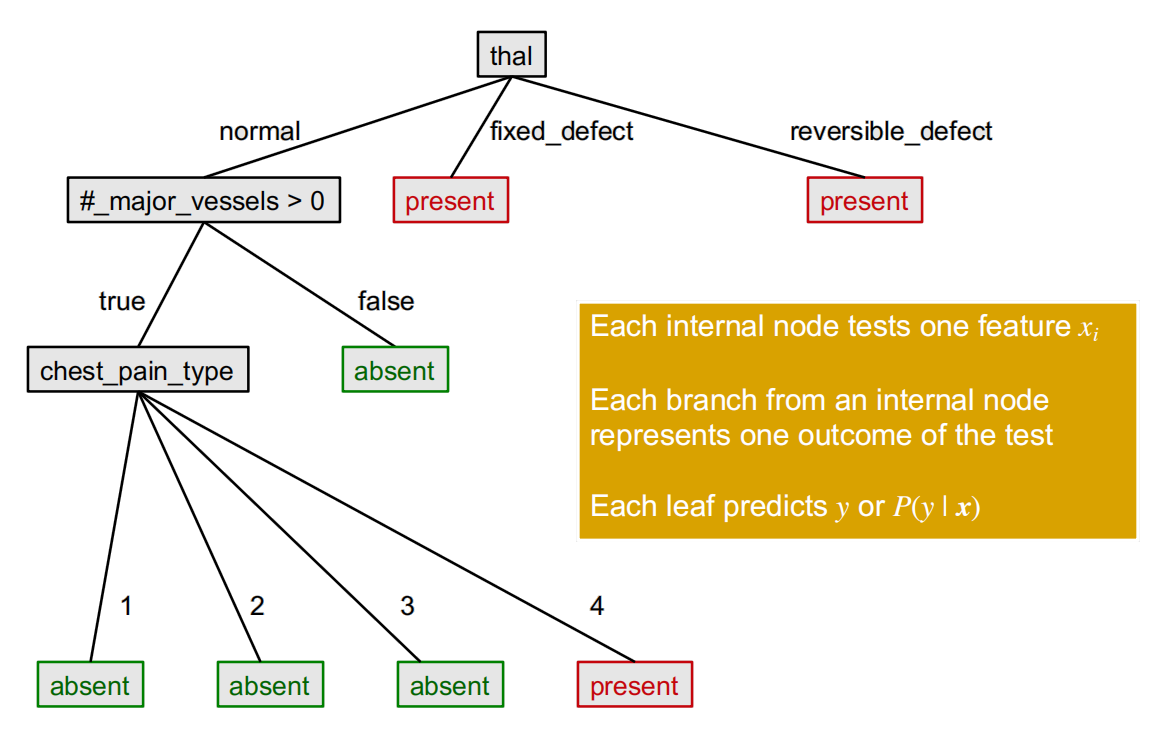 thal
normal
fixed_defect
reversible_defect
#_major_vessels > 0
present
present
true
false
chest_pain_type
absent
Each internal node tests one feature xᵢ
Each branch from an internal node
represents one outcome of the test
Each leaf predicts y or P(y | x)
1
2
3
4
absent
absent
absent
present